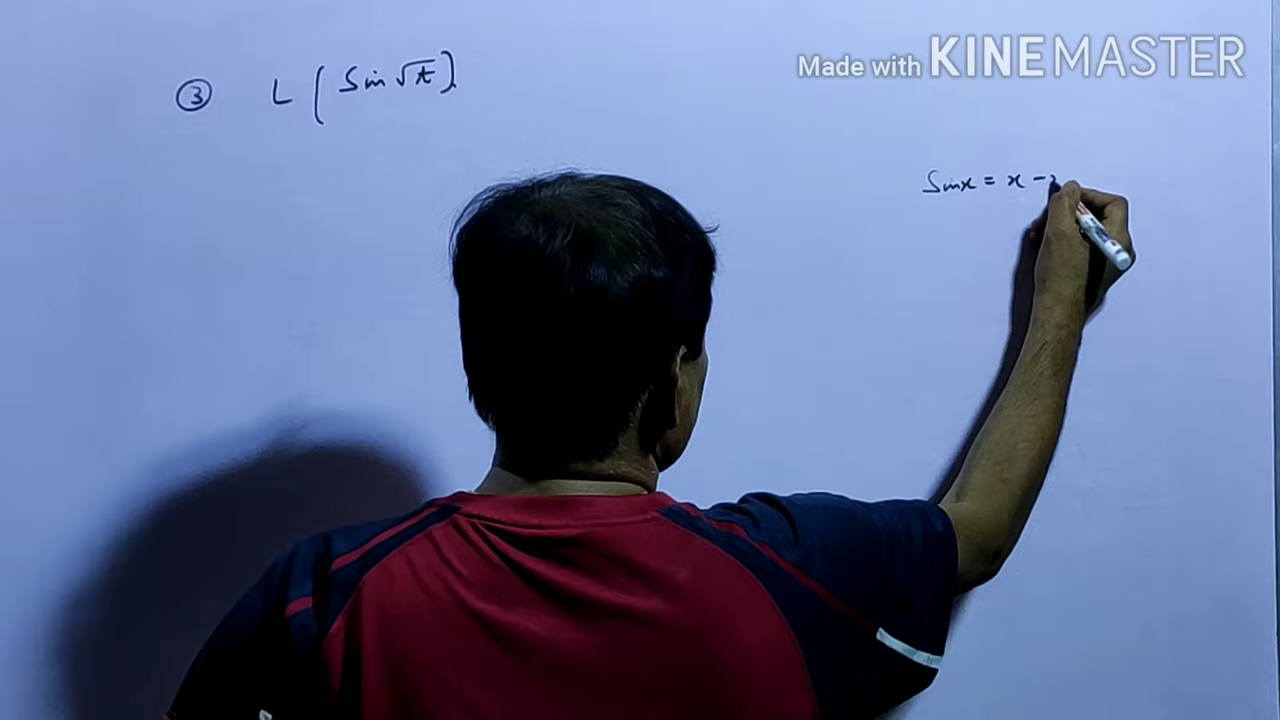 Made with KINEMASTER
③ L (Sin√t)
Sinx = x -